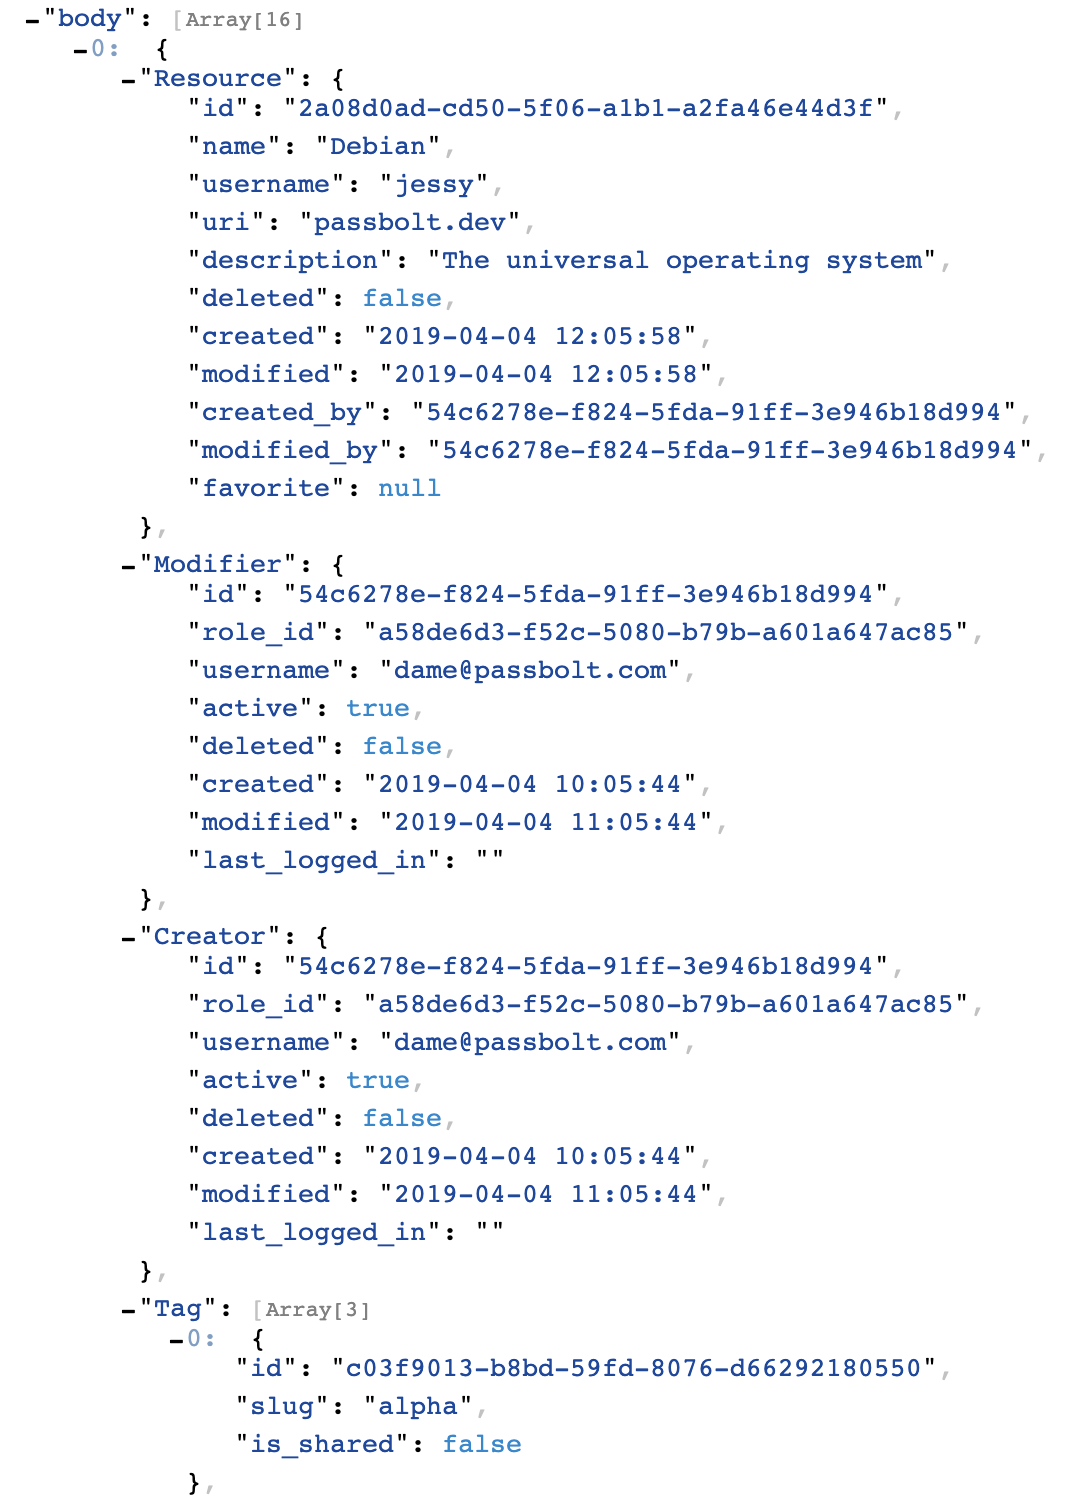 −"body": [Array[16]
−0: {
−"Resource": {
"id": "2a08d0ad-cd50-5f06-a1b1-a2fa46e44d3f",
"name": "Debian",
"username": "jessy",
"uri": "passbolt.dev",
"description": "The universal operating system",
"deleted": false,
"created": "2019-04-04 12:05:58",
"modified": "2019-04-04 12:05:58",
"created_by": "54c6278e-f824-5fda-91ff-3e946b18d994",
"modified_by": "54c6278e-f824-5fda-91ff-3e946b18d994",
"favorite": null
},
−"Modifier": {
"id": "54c6278e-f824-5fda-91ff-3e946b18d994",
"role_id": "a58de6d3-f52c-5080-b79b-a601a647ac85",
"username": "dame@passbolt.com",
"active": true,
"deleted": false,
"created": "2019-04-04 10:05:44",
"modified": "2019-04-04 11:05:44",
"last_logged_in": ""
},
−"Creator": {
"id": "54c6278e-f824-5fda-91ff-3e946b18d994",
"role_id": "a58de6d3-f52c-5080-b79b-a601a647ac85",
"username": "dame@passbolt.com",
"active": true,
"deleted": false,
"created": "2019-04-04 10:05:44",
"modified": "2019-04-04 11:05:44",
"last_logged_in": ""
},
−"Tag": [Array[3]
−0: {
"id": "c03f9013-b8bd-59fd-8076-d66292180550",
"slug": "alpha",
"is_shared": false
},